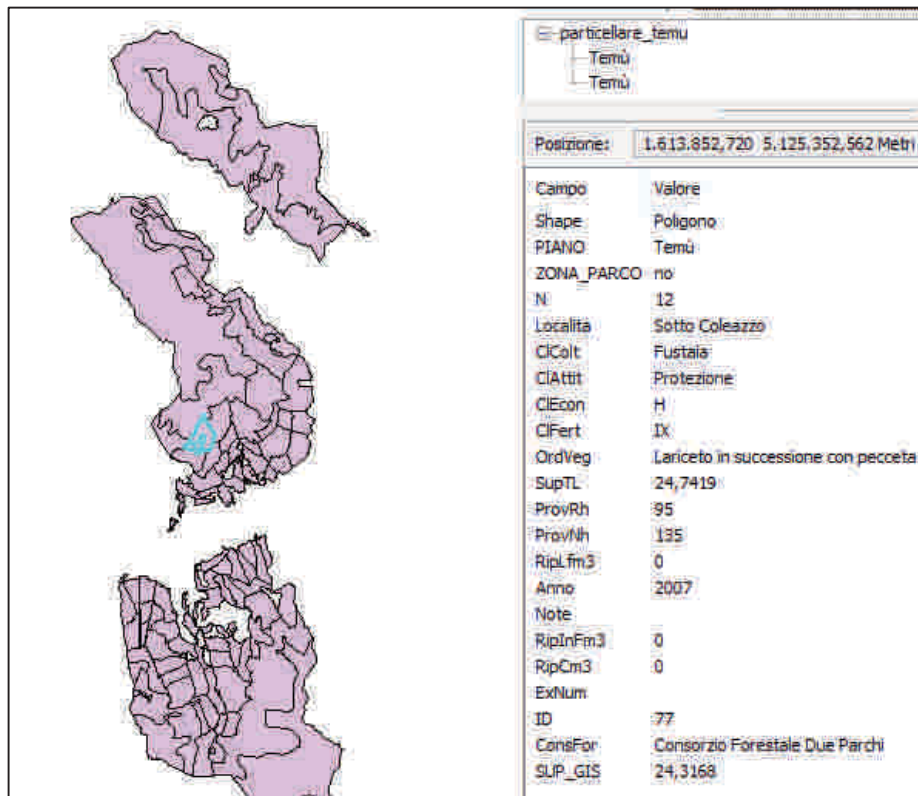 particellare_temu
Temù
Temù
Posizione: 1.613.852,720 5.125.352,562 Metri
Campo Valore
Shape Poligono
PIANO Temù
ZONA_PARCO no
N 12
Localita Sotto Coleazzo
ClColt Fustaia
ClAttit Protezione
ClEcon H
ClFert IX
OrdVeg Lariceto in successione con pecceta
SupTL 24,7419
ProvRh 95
ProvNh 135
RipLfm3 0
Anno 2007
Note
RipInFm3 0
RipCm3 0
ExNum
ID 77
ConsFor Consorzio Forestale Due Parchi
SUP_GIS 24,3168